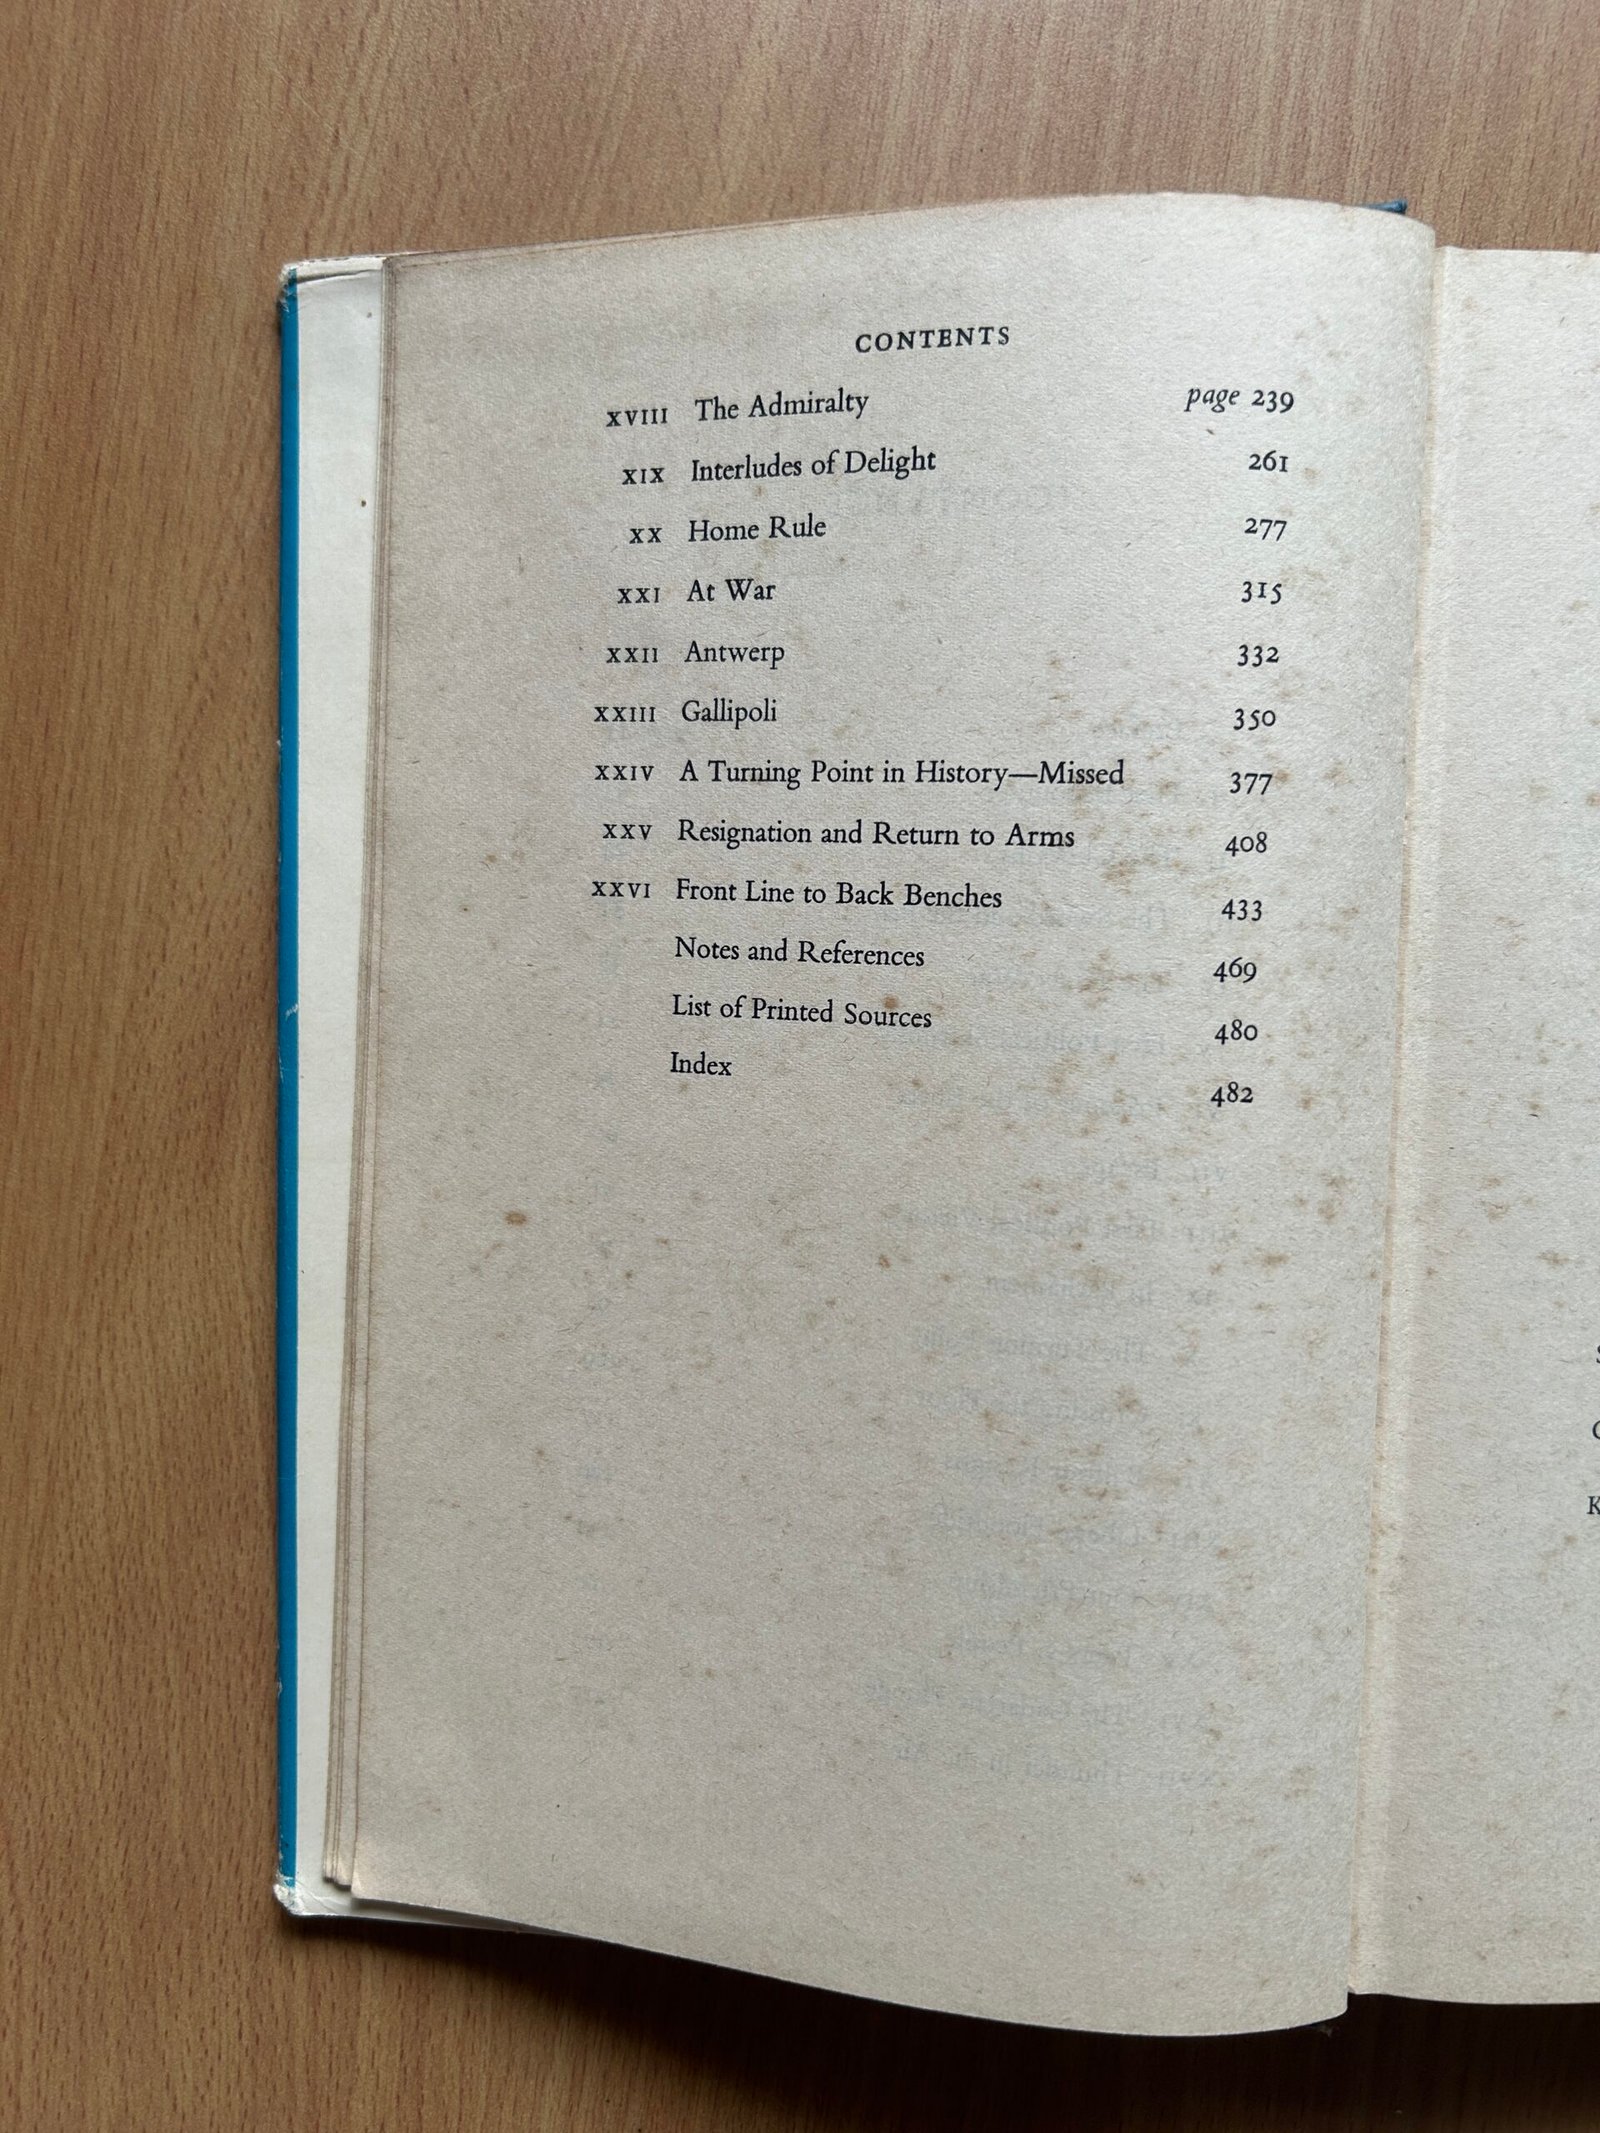 CONTENTS
XVIII The Admiralty page 239
XIX Interludes of Delight 261
XX Home Rule 277
XXI At War 315
XXII Antwerp 332
XXIII Gallipoli 350
XXIV A Turning Point in History—Missed 377
XXV Resignation and Return to Arms 408
XXVI Front Line to Back Benches 433
Notes and References 469
List of Printed Sources 480
Index 482
K